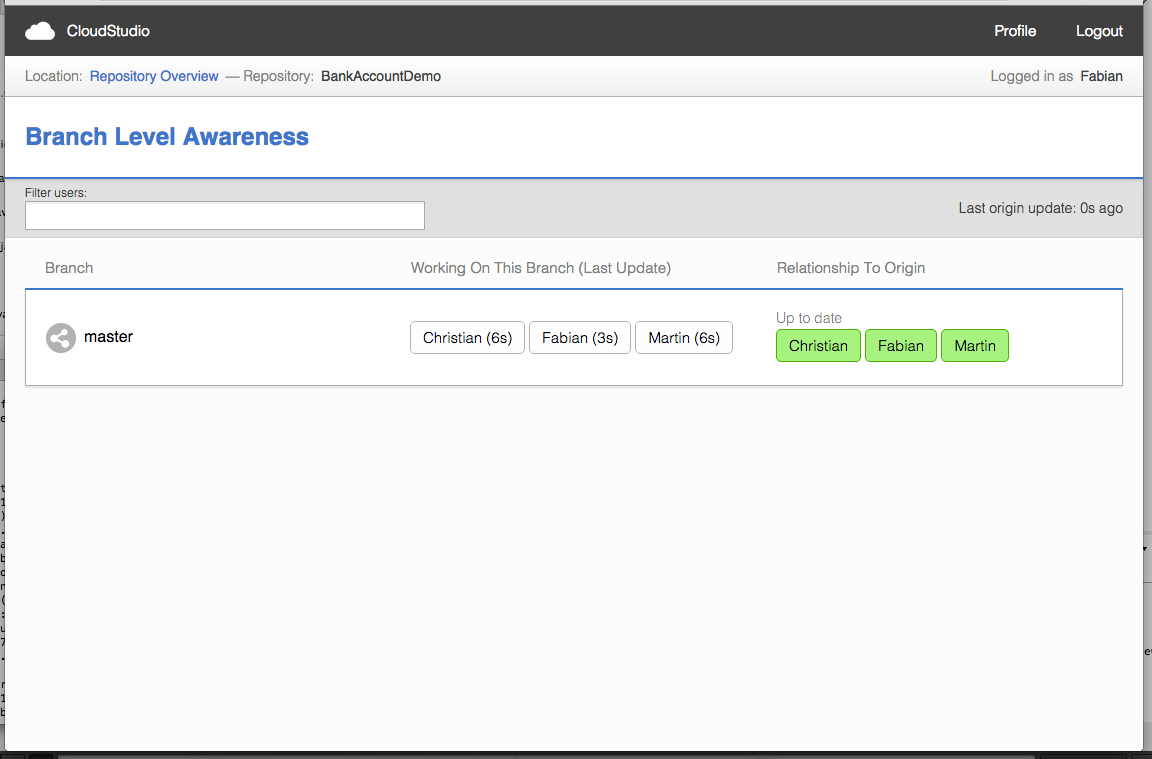 CloudStudio Profile Logout
Location: Repository Overview — Repository: BankAccountDemo Logged in as Fabian
Branch Level Awareness
Filter users:
Last origin update: 0s ago
Branch Working On This Branch (Last Update) Relationship To Origin
Up to date
master Christian (6s) Fabian (3s) Martin (6s) Christian Fabian Martin